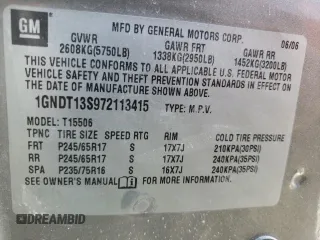 GM
MFD BY GENERAL MOTORS CORP. 06/06
GVWR GAWR FRT GAWR RR
2608KG(5750LB) 1338KG(2950LB) 1452KG(3200LB)
THIS VEHICLE CONFORMS TO ALL APPLICABLE U.S. FEDERAL
MOTOR VEHICLE SAFETY, BUMPER, AND THEFT PREVENTION
STANDARDS IN EFFECT ON
THE DATE OF MANUFACTURE SHOWN ABOVE.
1GNDT13S972113415 TYPE: M.P.V.
MODEL: T15506
TPNC TIRE SIZE SPEED RTG RIM COLD TIRE PRESSURE
FRT P245/65R17 S 17X7J 210KPA(30PSI)
RR P245/65R17 S 17X7J 240KPA(35PSI)
SPA P235/75R16 S 16X7J 240KPA(35PSI)
SEE OWNER'S MANUAL FOR MORE INFORMATION.
© DREAMBID